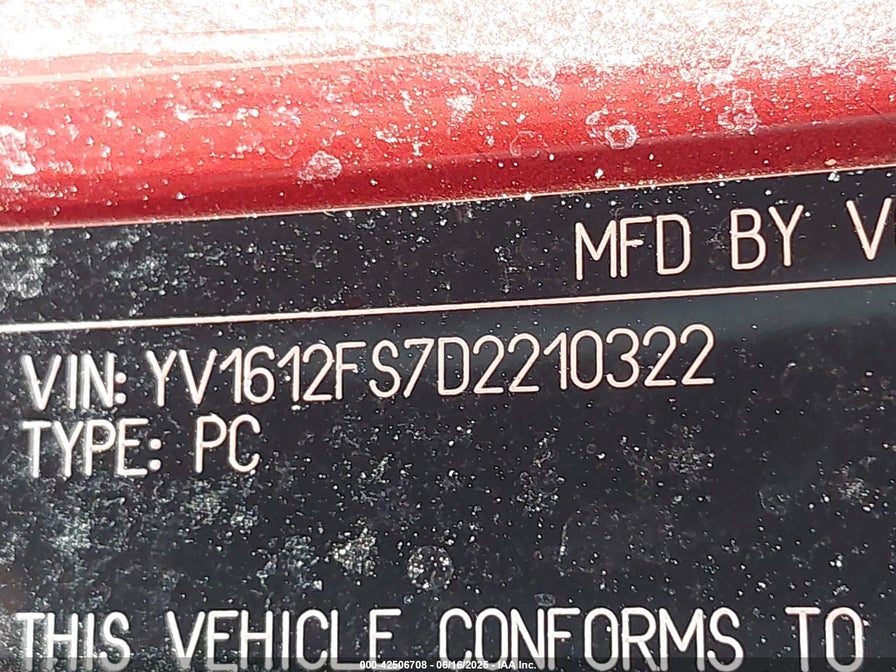 MFD BY V
VIN: YV1612FS7D2210322
TYPE: PC
THIS VEHICLE CONFORMS TO
000-42506708 - 06/16/2025 - IAA Inc.